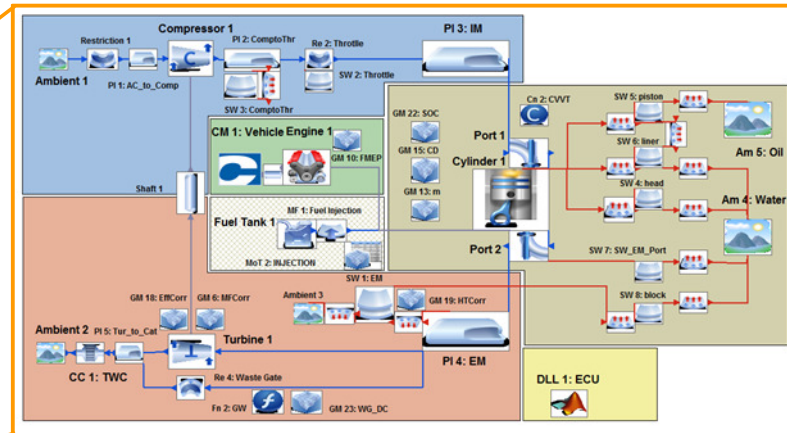 Compressor 1
PI 3: IM
Restriction 1
PI 2: ComptoThr
Re 2: Throttle
Ambient 1
PI 1: AC_to_Comp
SW 2: Throttle
SW 3: ComptoThr
Cn 2: CVVT
SW 5: piston
GM 22: SOC
Port 1
SW 6: liner
Am 5: Oil
CM 1: Vehicle Engine 1
GM 10: FMEP
GM 15: CD
Cylinder 1
SW 4: head
Am 4: Water
GM 13: m
Shaft 1
MF 1: Fuel Injection
Fuel Tank 1
Port 2
SW 7: SW_EM_Port
MoT 2: INJECTION
SW 1: EM
GM 18: EffCorr
GM 6: MFCorr
Ambient 3
GM 19: HTCorr
SW 8: block
Ambient 2
PI 5: Tur_to_Cat
Turbine 1
PI 4: EM
CC 1: TWC
Re 4: Waste Gate
DLL 1: ECU
Fn 2: GW
GM 23: WG_DC